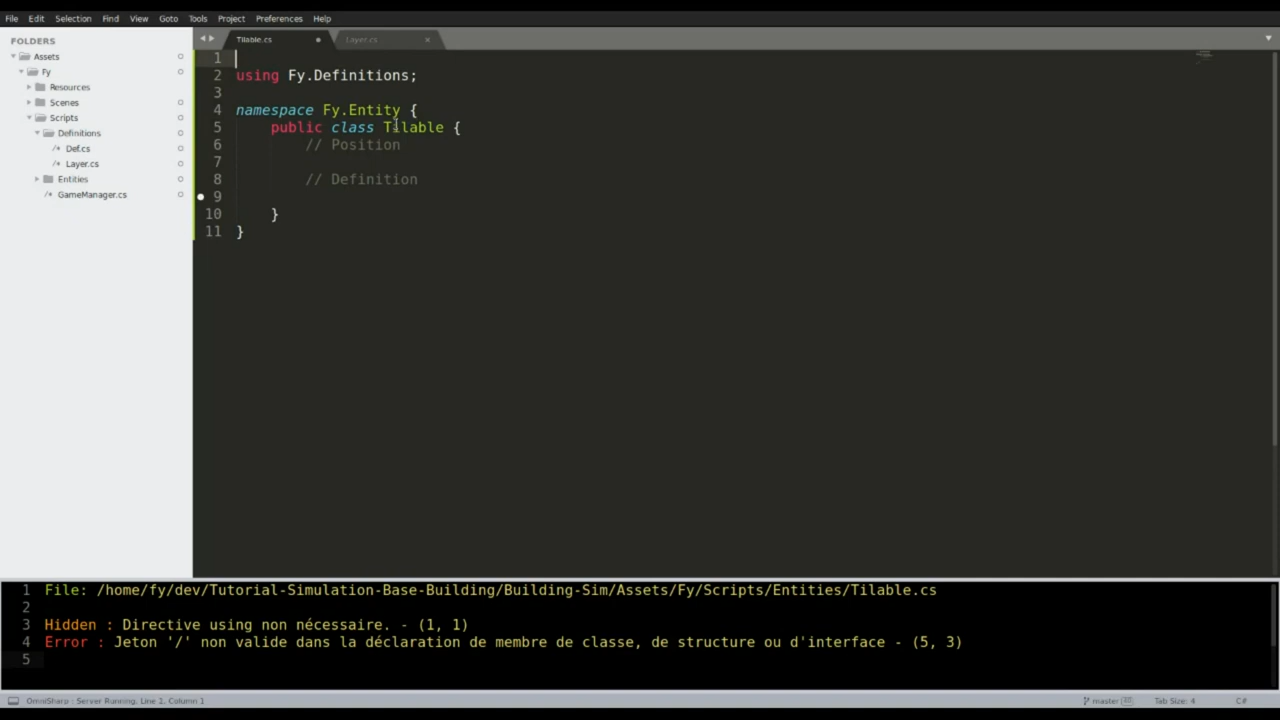 File Edit Selection Find View Goto Tools Project Preferences Help
FOLDERS
Assets
Fy
Resources
Scenes
Scripts
Definitions
Def.cs
Layer.cs
Entities
GameManager.cs
Tilable.cs Layer.cs
1
2 using Fy.Definitions;
3
4 namespace Fy.Entity {
5 public class Tilable {
6 // Position
7
8 // Definition
9
10 }
11 }
1 File: /home/fy/dev/Tutorial-Simulation-Base-Building/Building-Sim/Assets/Fy/Scripts/Entities/Tilable.cs
2
3 Hidden : Directive using non nécessaire. - (1, 1)
4 Error : Jeton '/' non valide dans la déclaration de membre de classe, de structure ou d'interface - (5, 3)
5
OmniSharp : Server Running, Line 1, Column 1 master Tab Size: 4 C#